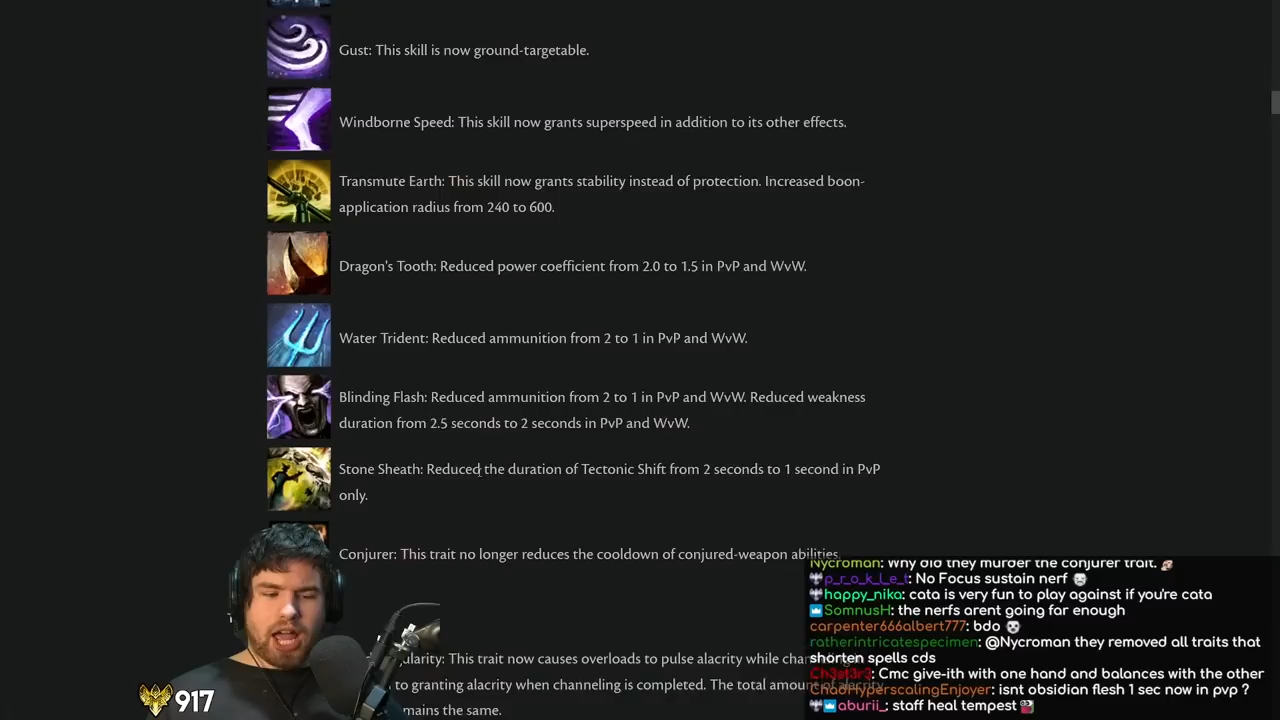 Gust: This skill is now ground-targetable.
Windborne Speed: This skill now grants superspeed in addition to its other effects.
Transmute Earth: This skill now grants stability instead of protection. Increased boon-
application radius from 240 to 600.
Dragon's Tooth: Reduced power coefficient from 2.0 to 1.5 in PvP and WvW.
Water Trident: Reduced ammunition from 2 to 1 in PvP and WvW.
Blinding Flash: Reduced ammunition from 2 to 1 in PvP and WvW. Reduced weakness
duration from 2.5 seconds to 2 seconds in PvP and WvW.
Stone Sheath: Reduced the duration of Tectonic Shift from 2 seconds to 1 second in PvP
only.
Conjurer: This trait no longer reduces the cooldown of conjured-weapon abilities.
This trait now causes overloads to pulse alacrity while
to granting alacrity when channeling is completed. The total amount of alacrity
mains the same.
917
Nycroman: Why did they murder the conjurer trait.
p_r_o_k_l_e_t: No Focus sustain nerf
happy_nika: cata is very fun to play against if you're cata
SomnusH: the nerfs arent going far enough
carpenter666albert777: bdo
ratherintricatespecimen: @Nycroman they removed all traits that
shorten spells cds
Cmc give-ith with one hand and balances with the other
ChadHyperscalingEnjoyer: isnt obsidian flesh 1 sec now in pvp ?
aburii_: staff heal tempest